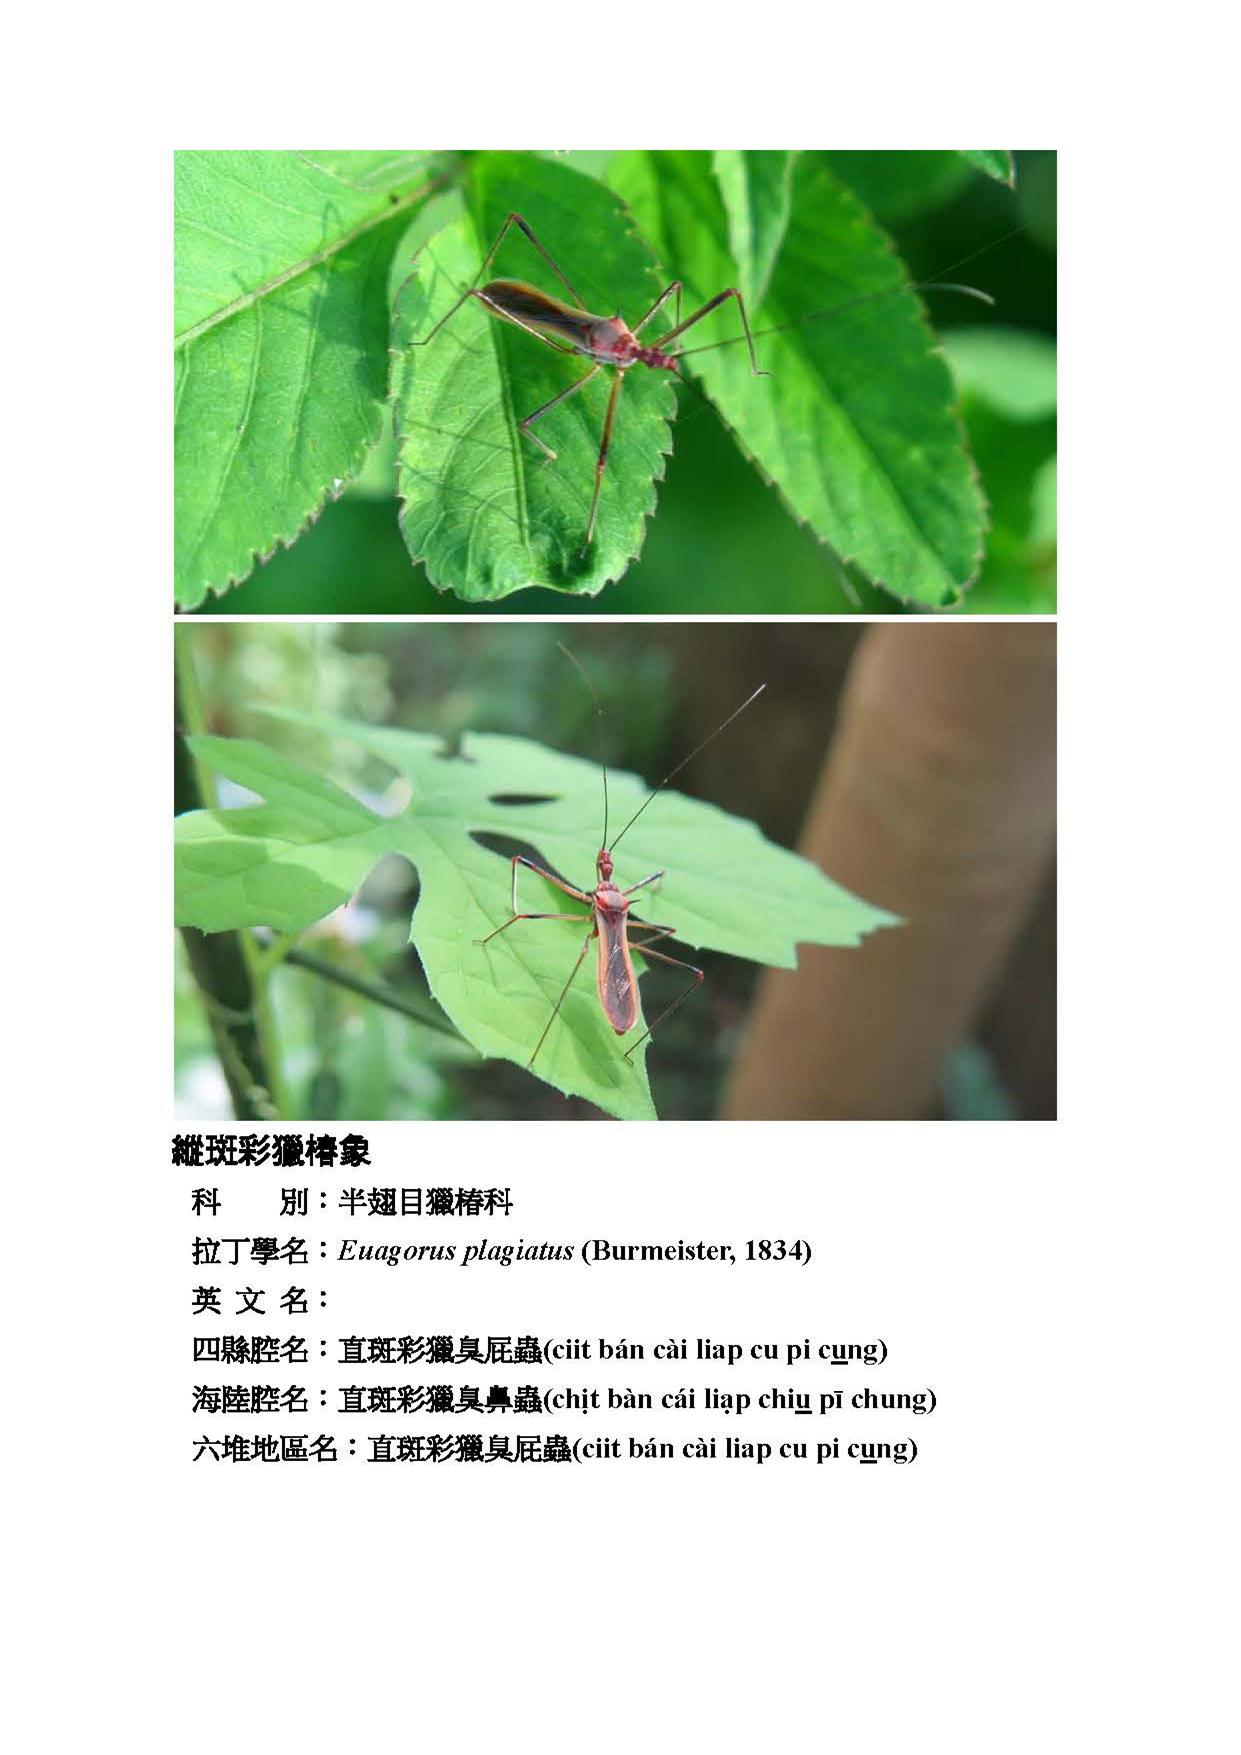 縱斑彩獵椿象
科　　別：半翅目獵椿科
拉丁學名：Euagorus plagiatus (Burmeister, 1834)
英 文 名：
四縣腔名：直斑彩獵臭屁蟲(ciit bán cài liap cu pi cung)
海陸腔名：直斑彩獵臭鼻蟲(chịt bàn cái liạp chiu pī chung)
六堆地區名：直斑彩獵臭屁蟲(ciit bán cài liap cu pi cung)